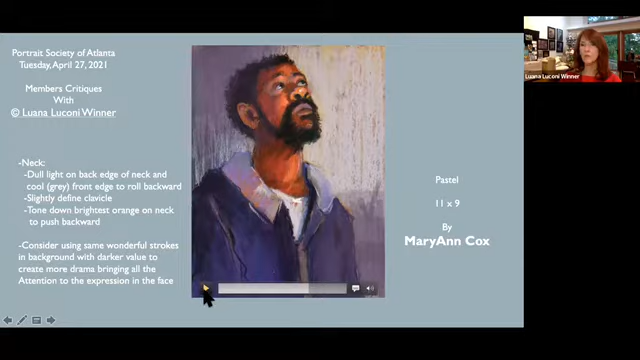 Portrait Society of Atlanta
Tuesday, April 27, 2021
Members Critiques
With
© Luana Luconi Winner
-Neck:
-Dull light on back edge of neck and
cool (grey) front edge to roll backward
-Slightly define clavicle
-Tone down brightest orange on neck
to push backward
-Consider using same wonderful strokes
in background with darker value to
create more drama bringing all the
Attention to the expression in the face
Pastel
11 x 9
By
MaryAnn Cox
Luana Luconi Winner